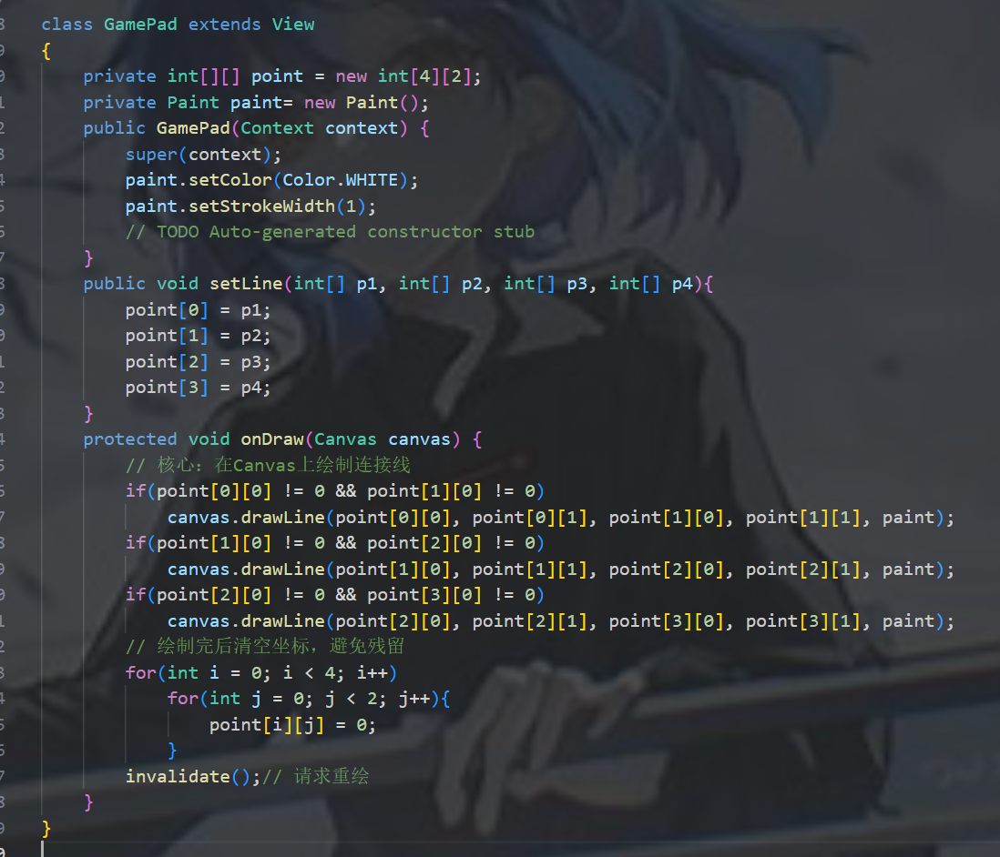 class GamePad extends View
{
    private int[][] point = new int[4][2];
    private Paint paint= new Paint();
    public GamePad(Context context) {
        super(context);
        paint.setColor(Color.WHITE);
        paint.setStrokeWidth(1);
        // TODO Auto-generated constructor stub
    }
    public void setLine(int[] p1, int[] p2, int[] p3, int[] p4){
        point[0] = p1;
        point[1] = p2;
        point[2] = p3;
        point[3] = p4;
    }
    protected void onDraw(Canvas canvas) {
        // 核心：在Canvas上绘制连接线
        if(point[0][0] != 0 && point[1][0] != 0)
            canvas.drawLine(point[0][0], point[0][1], point[1][0], point[1][1], paint);
        if(point[1][0] != 0 && point[2][0] != 0)
            canvas.drawLine(point[1][0], point[1][1], point[2][0], point[2][1], paint);
        if(point[2][0] != 0 && point[3][0] != 0)
            canvas.drawLine(point[2][0], point[2][1], point[3][0], point[3][1], paint);
        // 绘制完后清空坐标，避免残留
        for(int i = 0; i < 4; i++)
            for(int j = 0; j < 2; j++){
                point[i][j] = 0;
            }
        invalidate();// 请求重绘
    }
}